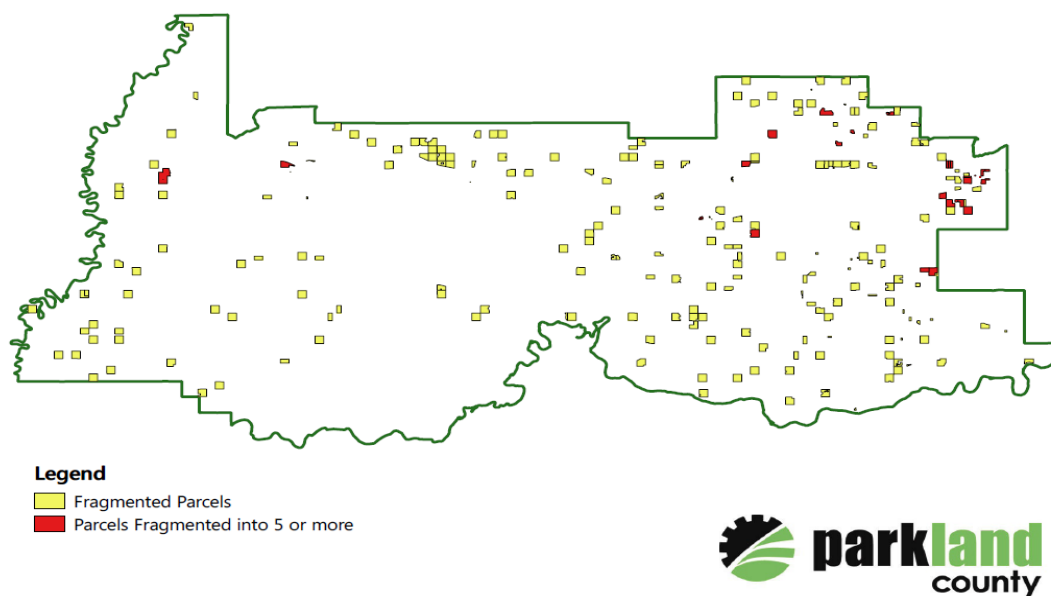 Legend
Fragmented Parcels
Parcels Fragmented into 5 or more
parkland
county